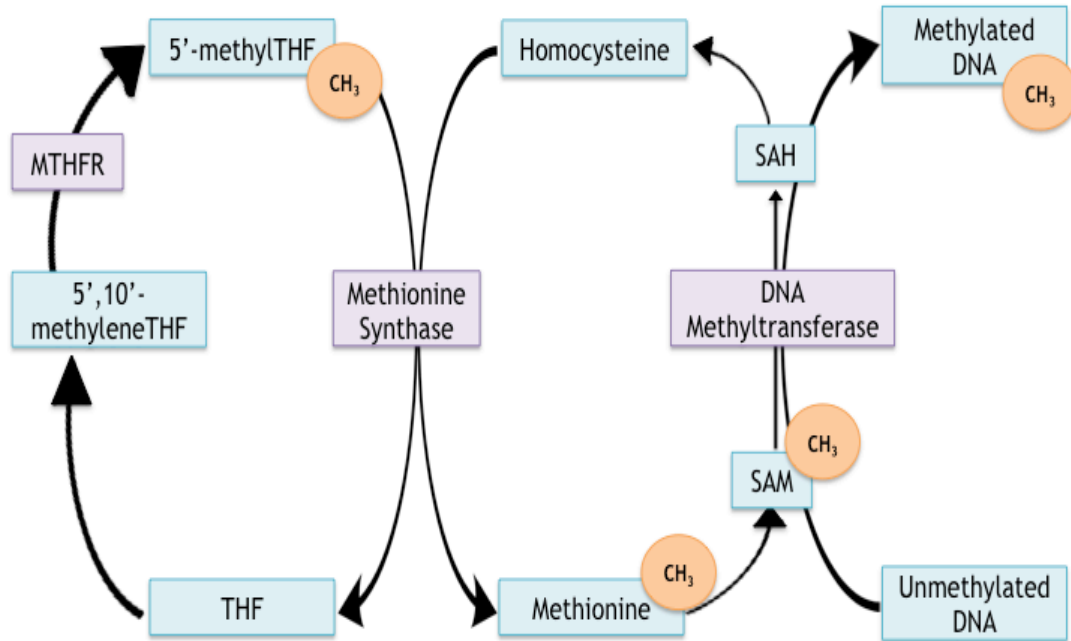 5'-methylTHF
CH₃
Homocysteine
Methylated
DNA
CH₃
MTHFR
SAH
5',10'-
methyleneTHF
Methionine
Synthase
DNA
Methyltransferase
CH₃
SAM
CH₃
THF
Methionine
Unmethylated
DNA